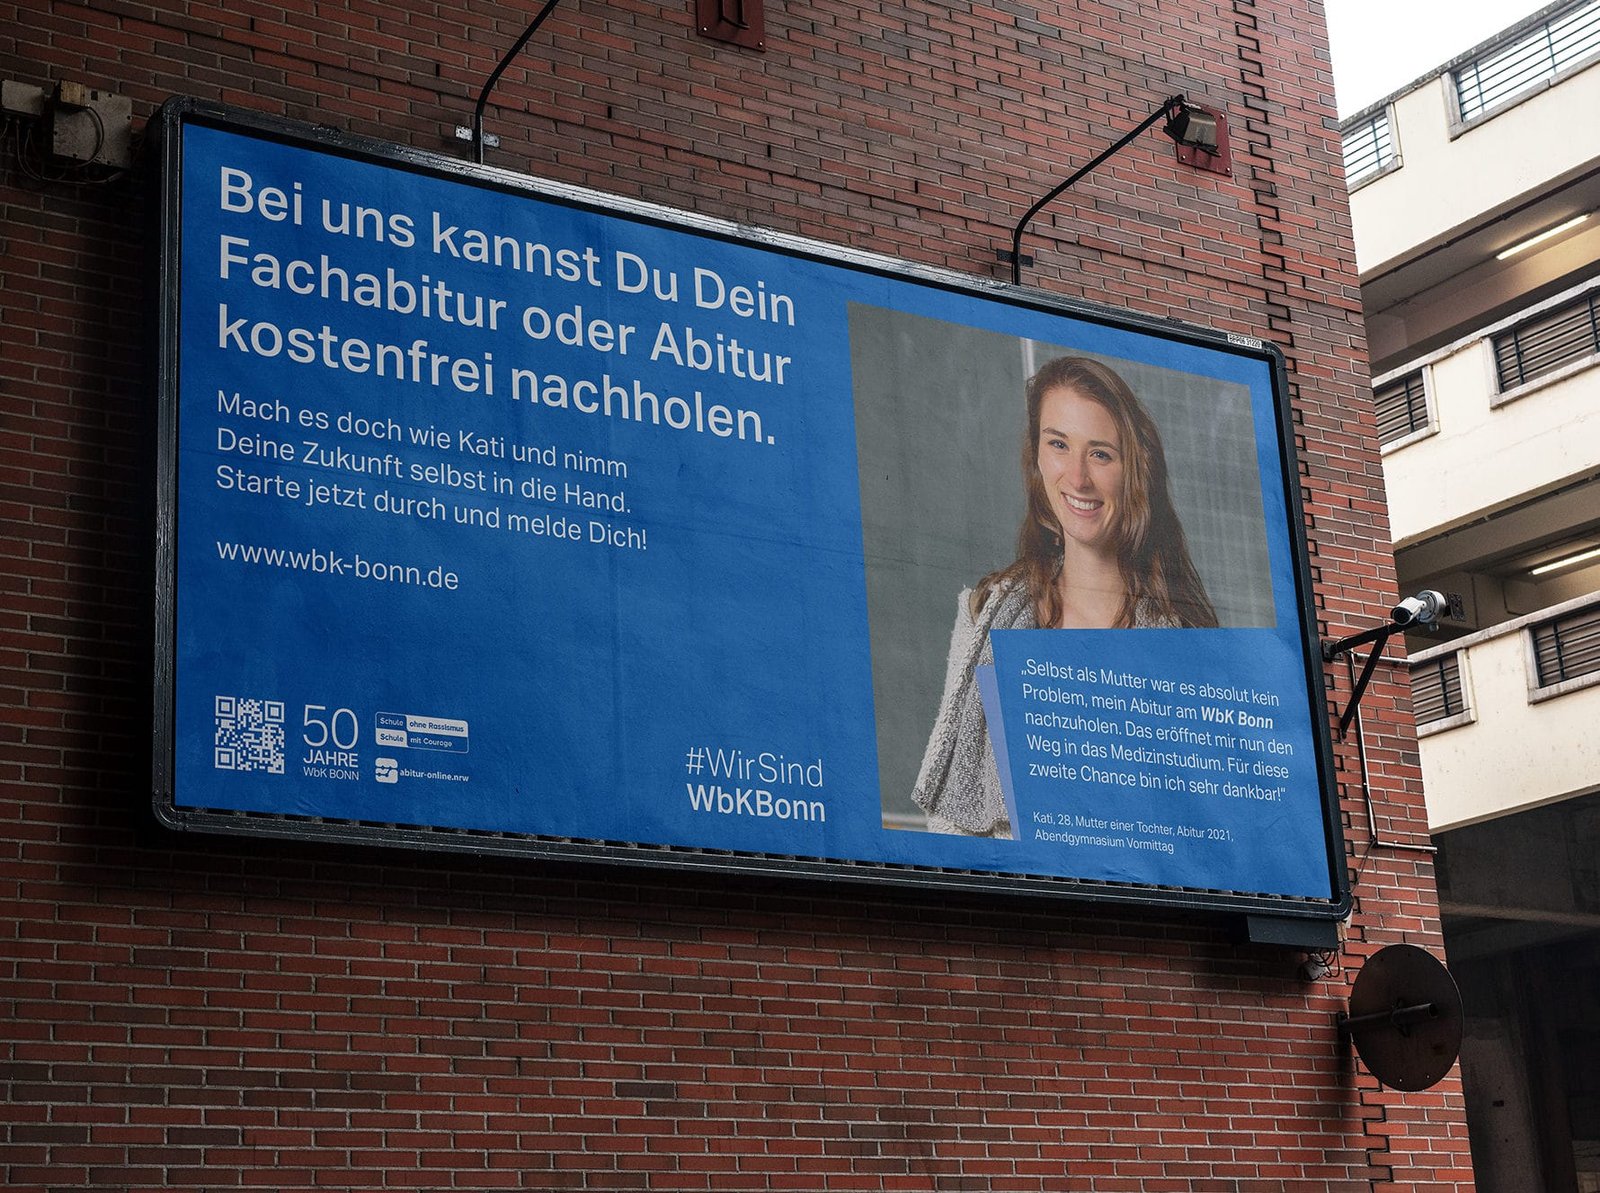 Bei uns kannst Du Dein
Fachabitur oder Abitur
kostenfrei nachholen.
Mach es doch wie Kati und nimm
Deine Zukunft selbst in die Hand.
Starte jetzt durch und melde Dich!
www.wbk-bonn.de
50
JAHRE
WbK BONN
Schule ohne Rassismus
Schule mit Courage
abitur-online.nrw
#WirSind
WbKBonn
„Selbst als Mutter war es absolut kein
Problem, mein Abitur am WbK Bonn
nachzuholen. Das eröffnet mir nun den
Weg in das Medizinstudium. Für diese
zweite Chance bin ich sehr dankbar!“
Kati, 28, Mutter einer Tochter, Abitur 2021,
Abendgymnasium Vormittag